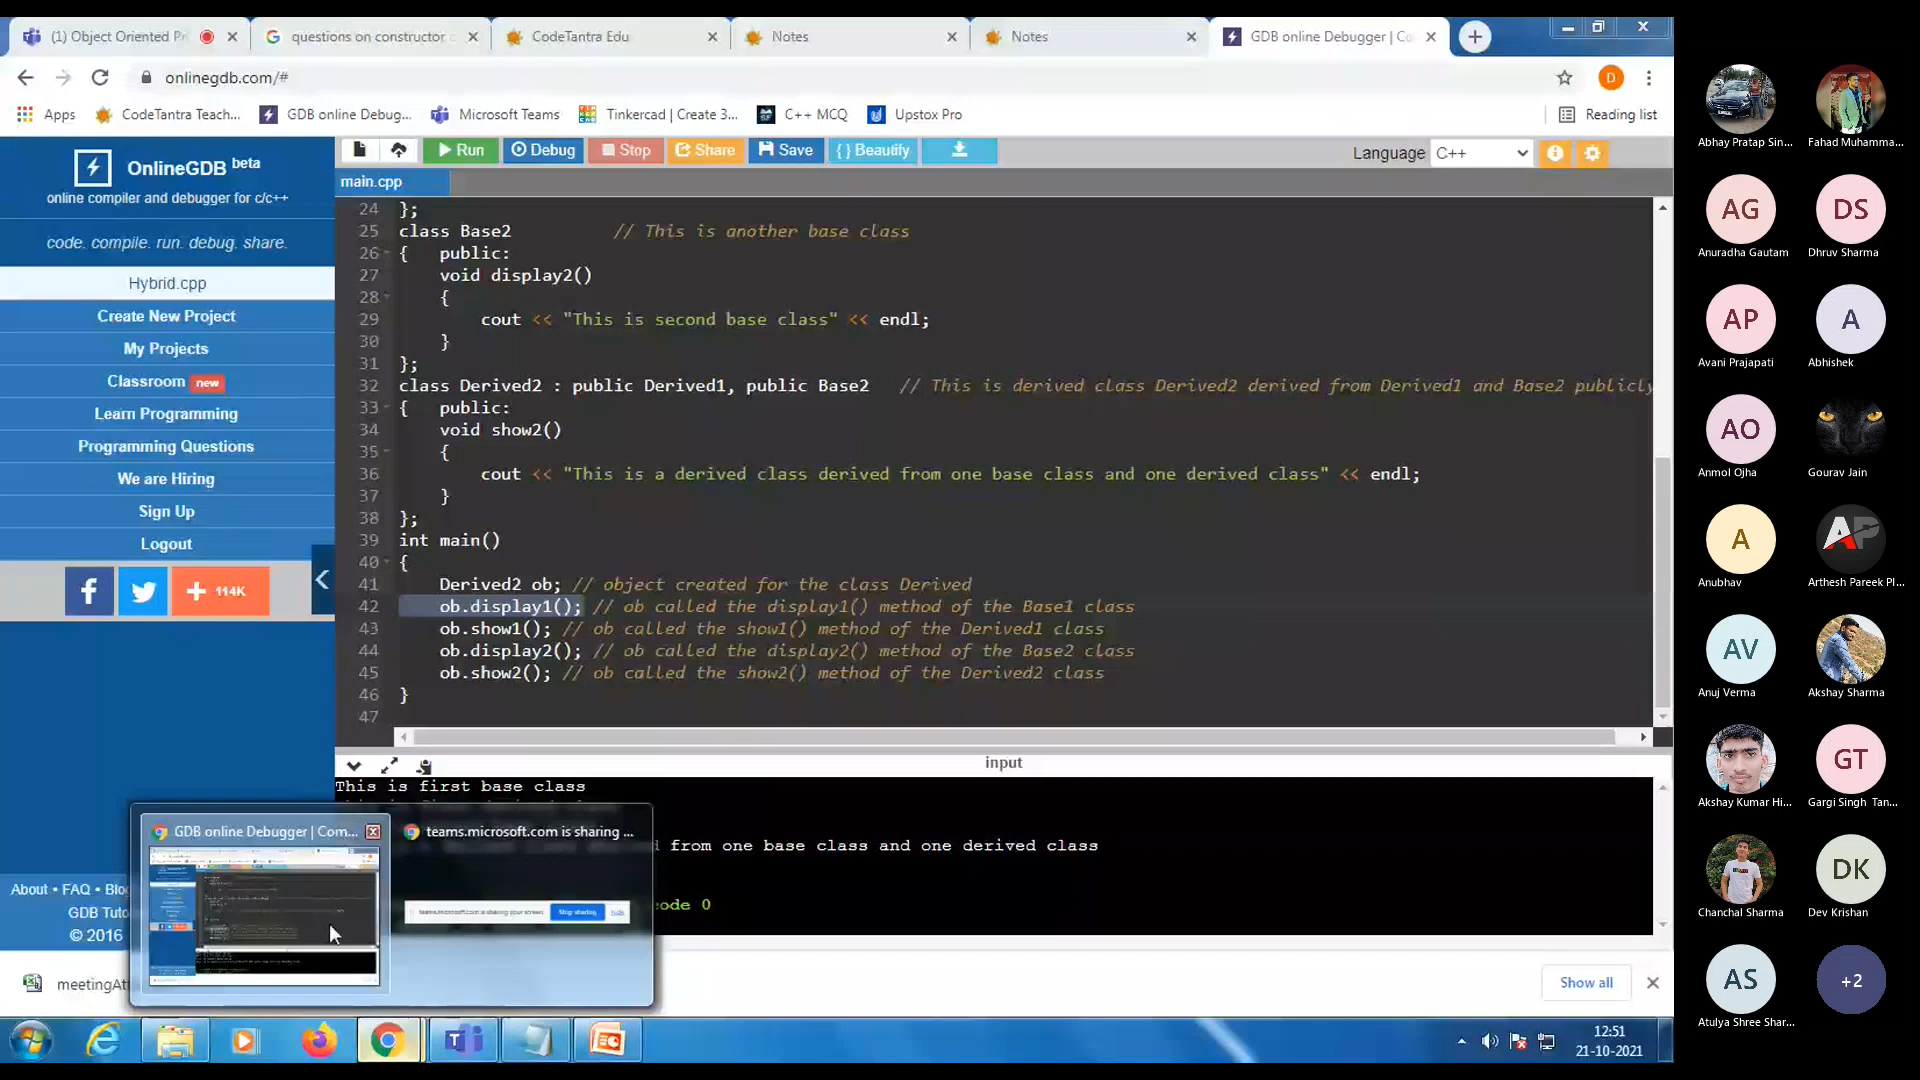 (1) Object Oriented Pr
questions on constructor
CodeTantra Edu
Notes
Notes
GDB online Debugger | Co
onlinegdb.com/#
D
Apps
CodeTantra Teach...
GDB online Debug...
Microsoft Teams
Tinkercad | Create 3...
C++ MCQ
Upstox Pro
Reading list
OnlineGDB beta
online compiler and debugger for c/c++
code. compile. run. debug. share.
Hybrid.cpp
Create New Project
My Projects
Classroom new
Learn Programming
Programming Questions
We are Hiring
Sign Up
Logout
114K
About • FAQ • Blo
GDB Tuto
© 2016
Run
Debug
Stop
Share
Save
{ } Beautify
Language C++
main.cpp
24 };
25 class Base2 // This is another base class
26 { public:
27 void display2()
28 {
29 cout << "This is second base class" << endl;
30 }
31 };
32 class Derived2 : public Derived1, public Base2 // This is derived class Derived2 derived from Derived1 and Base2 publicly
33 { public:
34 void show2()
35 {
36 cout << "This is a derived class derived from one base class and one derived class" << endl;
37 }
38 };
39 int main()
40 {
41 Derived2 ob; // object created for the class Derived
42 ob.display1(); // ob called the display1() method of the Base1 class
43 ob.show1(); // ob called the show1() method of the Derived1 class
44 ob.display2(); // ob called the display2() method of the Base2 class
45 ob.show2(); // ob called the show2() method of the Derived2 class
46 }
47
input
This is first base class
from one base class and one derived class
ode 0
GDB online Debugger | Com...
teams.microsoft.com is sharing ...
teams.microsoft.com is sharing your screen. Stop sharing Hide
meetingAt
Show all
12:51
21-10-2021
Abhay Pratap Sin...
Fahad Muhamma...
AG
Anuradha Gautam
DS
Dhruv Sharma
AP
Avani Prajapati
A
Abhishek
AO
Anmol Ojha
Gourav Jain
A
Anubhav
AP
Arthesh Pareek Pl...
AV
Anuj Verma
Akshay Sharma
Akshay Kumar Hi...
GT
Gargi Singh Tan...
Chanchal Sharma
DK
Dev Krishan
AS
Atulya Shree Shar...
+2